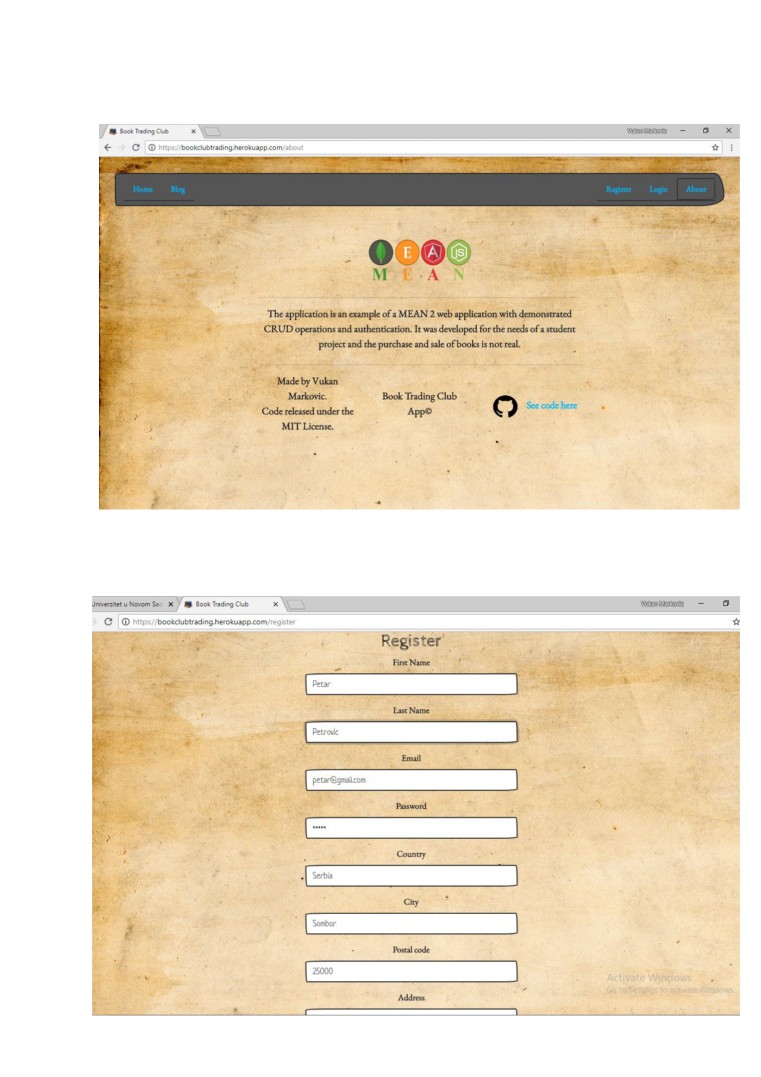 Book Trading Club
Vukan Markovic
https://bookclubtrading.herokuapp.com/about
Home Blog Register Login About
E A JS
M E A N
The application is an example of a MEAN 2 web application with demonstrated
CRUD operations and authentication. It was developed for the needs of a student
project and the purchase and sale of books is not real.
Made by Vukan
Markovic.
Code released under the
MIT License.
Book Trading Club
App©
See code here
Univerzitet u Novom Sa Book Trading Club
Vukan Markovic
https://bookclubtrading.herokuapp.com/register
Register
First Name
Petar
Last Name
Petrovic
Email
petar@gmail.com
Password
•••••
Country
Serbia
City
Sombor
Postal code
25000
Address
Activate Windows
Go to Settings to activate Windows.